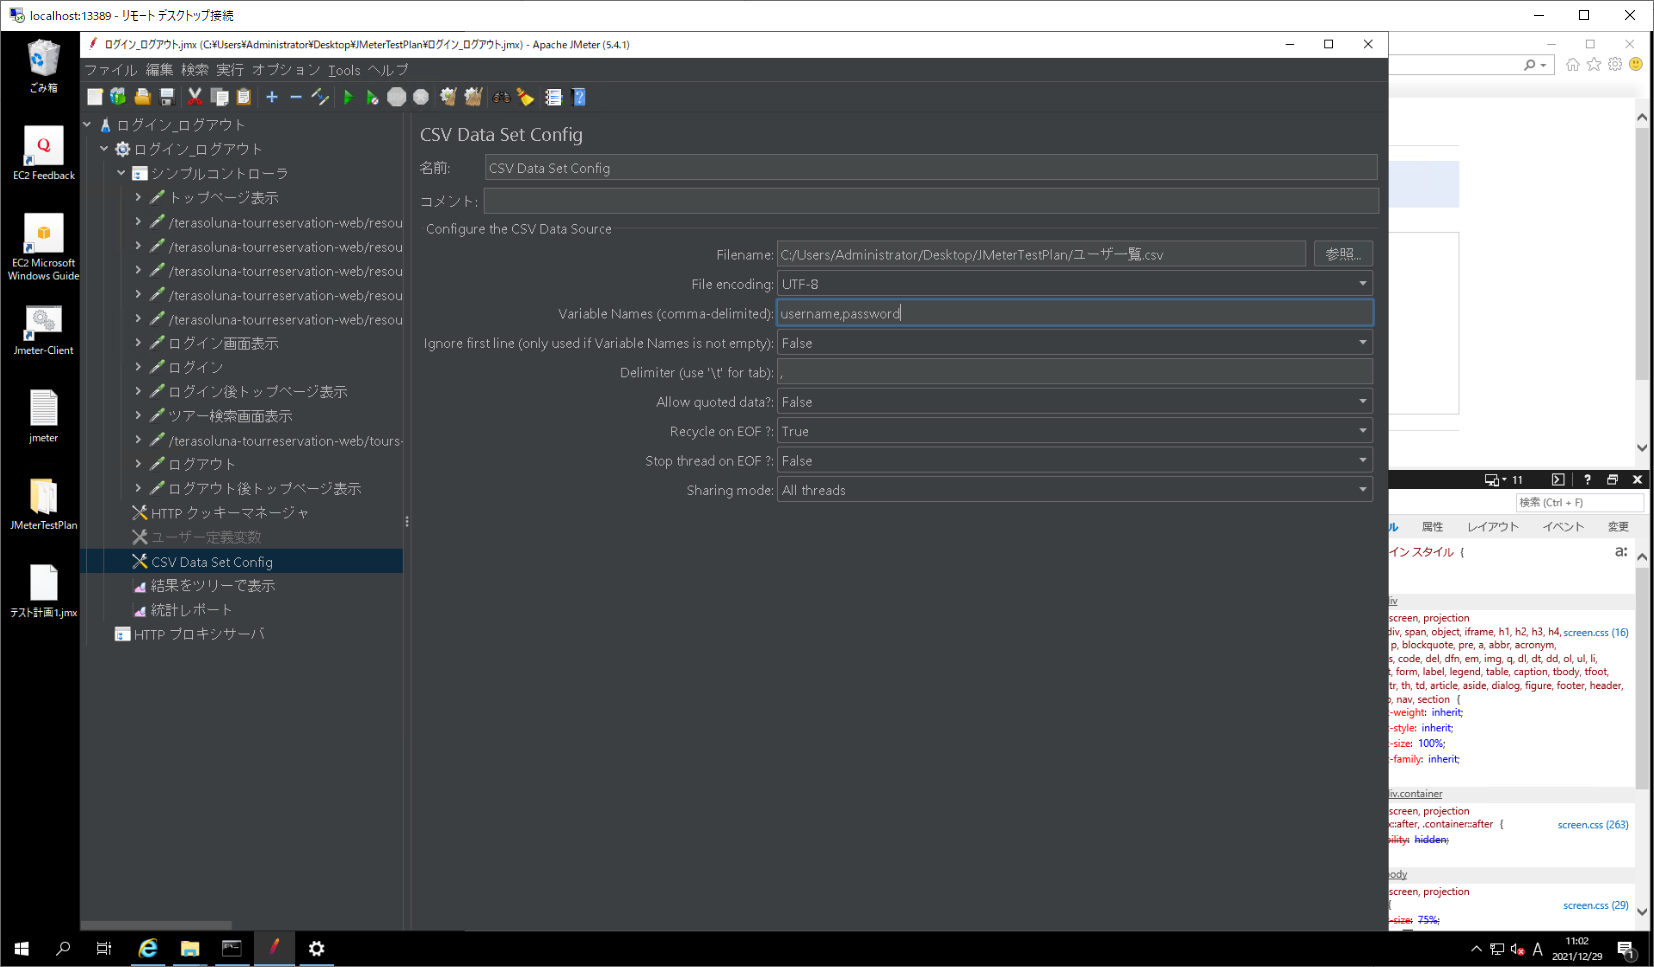 localhost:13389 - リモート デスクトップ接続
ログイン_ログアウト.jmx (C:¥Users¥Administrator¥Desktop¥JMeterTestPlan¥ログイン_ログアウト.jmx) - Apache JMeter (5.4.1)
ファイル 編集 検索 実行 オプション Tools ヘルプ
ごみ箱
EC2 Feedback
EC2 Microsoft
Windows Guide
Jmeter-Client
jmeter
JMeterTestPlan
テスト計画1.jmx
ログイン_ログアウト
ログイン_ログアウト
シンプルコントローラ
トップページ表示
/terasoluna-tourreservation-web/resou
/terasoluna-tourreservation-web/resou
/terasoluna-tourreservation-web/resou
/terasoluna-tourreservation-web/resou
/terasoluna-tourreservation-web/resou
ログイン画面表示
ログイン
ログイン後トップページ表示
ツアー検索画面表示
/terasoluna-tourreservation-web/tours-
ログアウト
ログアウト後トップページ表示
HTTP クッキーマネージャ
ユーザー定義変数
CSV Data Set Config
結果をツリーで表示
統計レポート
HTTP プロキシサーバ
CSV Data Set Config
名前: CSV Data Set Config
コメント:
Configure the CSV Data Source
Filename: C:/Users/Administrator/Desktop/JMeterTestPlan/ユーザ一覧.csv 参照...
File encoding: UTF-8
Variable Names (comma-delimited): username,password
Ignore first line (only used if Variable Names is not empty): False
Delimiter (use '\t' for tab): ,
Allow quoted data?: False
Recycle on EOF ?: True
Stop thread on EOF ?: False
Sharing mode: All threads
11
?
検索 (Ctrl + F)
ル 属性 レイアウト イベント 変更
イン スタイル {
a:
div
screen, projection
div, span, object, iframe, h1, h2, h3, h4, screen.css (16)
p, blockquote, pre, a, abbr, acronym,
s, code, del, dfn, em, img, q, dl, dt, dd, ol, ul, li,
t, form, label, legend, table, caption, tbody, tfoot,
tr, th, td, article, aside, dialog, figure, footer, header,
, nav, section {
-weight: inherit;
-style: inherit;
-size: 100%;
-family: inherit;
div.container
screen, projection
x::after, .container::after { screen.css (263)
bility: hidden;
body
screen, projection
{ screen.css (29)
-size: 75%;
A
11:02
2021/12/29
1